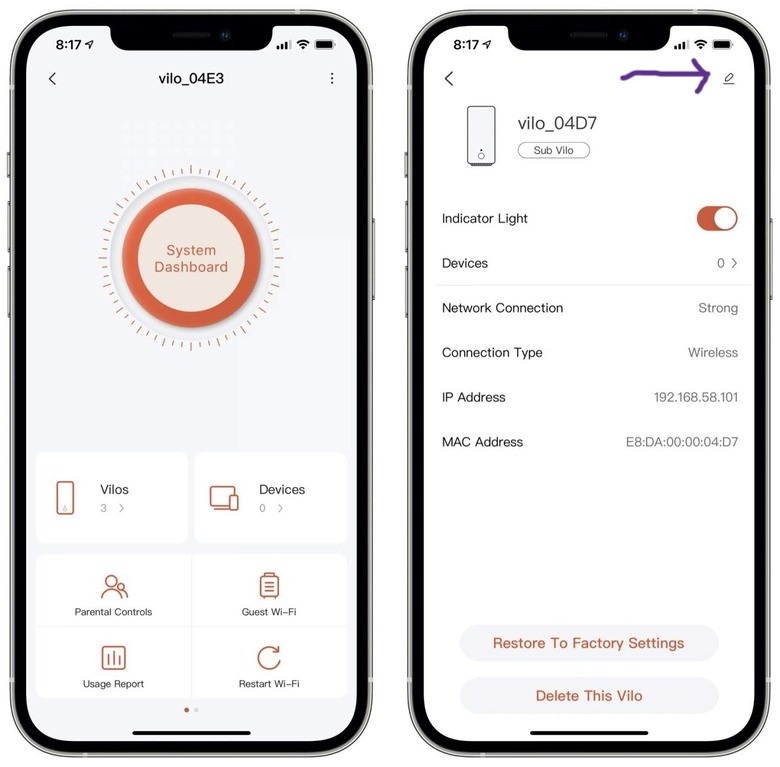 8:17
vilo_04E3
System
Dashboard
Vilos
3
Devices
0
Parental Controls
Guest Wi-Fi
Usage Report
Restart Wi-Fi
8:17
vilo_04D7
Sub Vilo
Indicator Light
Devices
0
Network Connection
Strong
Connection Type
Wireless
IP Address
192.168.58.101
MAC Address
E8:DA:00:00:04:D7
Restore To Factory Settings
Delete This Vilo